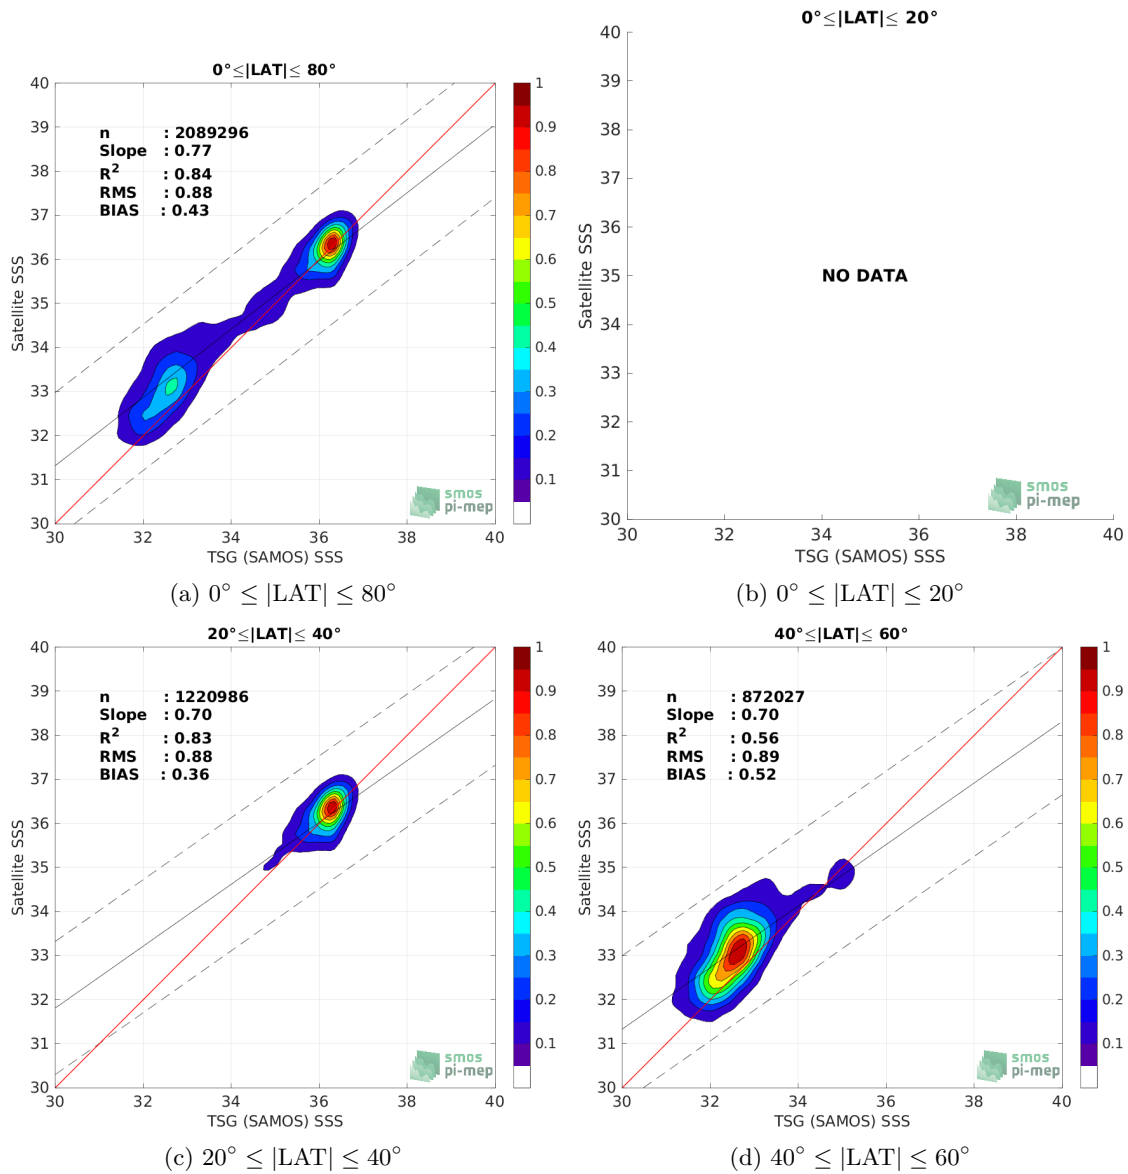 0°≤|LAT|≤ 80°
40
39
38
37
36
35
34
33
32
31
30
Satellite SSS
n : 2089296
Slope : 0.77
R² : 0.84
RMS : 0.88
BIAS : 0.43
smos
pi-mep
30 32 34 36 38 40
TSG (SAMOS) SSS
1
0.9
0.8
0.7
0.6
0.5
0.4
0.3
0.2
0.1
(a) 0° ≤ |LAT| ≤ 80°
0°≤|LAT|≤ 20°
40
39
38
37
36
35
34
33
32
31
30
Satellite SSS
NO DATA
smos
pi-mep
30 32 34 36 38 40
TSG (SAMOS) SSS
(b) 0° ≤ |LAT| ≤ 20°
20°≤|LAT|≤ 40°
40
39
38
37
36
35
34
33
32
31
30
Satellite SSS
n : 1220986
Slope : 0.70
R² : 0.83
RMS : 0.88
BIAS : 0.36
smos
pi-mep
30 32 34 36 38 40
TSG (SAMOS) SSS
1
0.9
0.8
0.7
0.6
0.5
0.4
0.3
0.2
0.1
(c) 20° ≤ |LAT| ≤ 40°
40°≤|LAT|≤ 60°
40
39
38
37
36
35
34
33
32
31
30
Satellite SSS
n : 872027
Slope : 0.70
R² : 0.56
RMS : 0.89
BIAS : 0.52
smos
pi-mep
30 32 34 36 38 40
TSG (SAMOS) SSS
1
0.9
0.8
0.7
0.6
0.5
0.4
0.3
0.2
0.1
(d) 40° ≤ |LAT| ≤ 60°